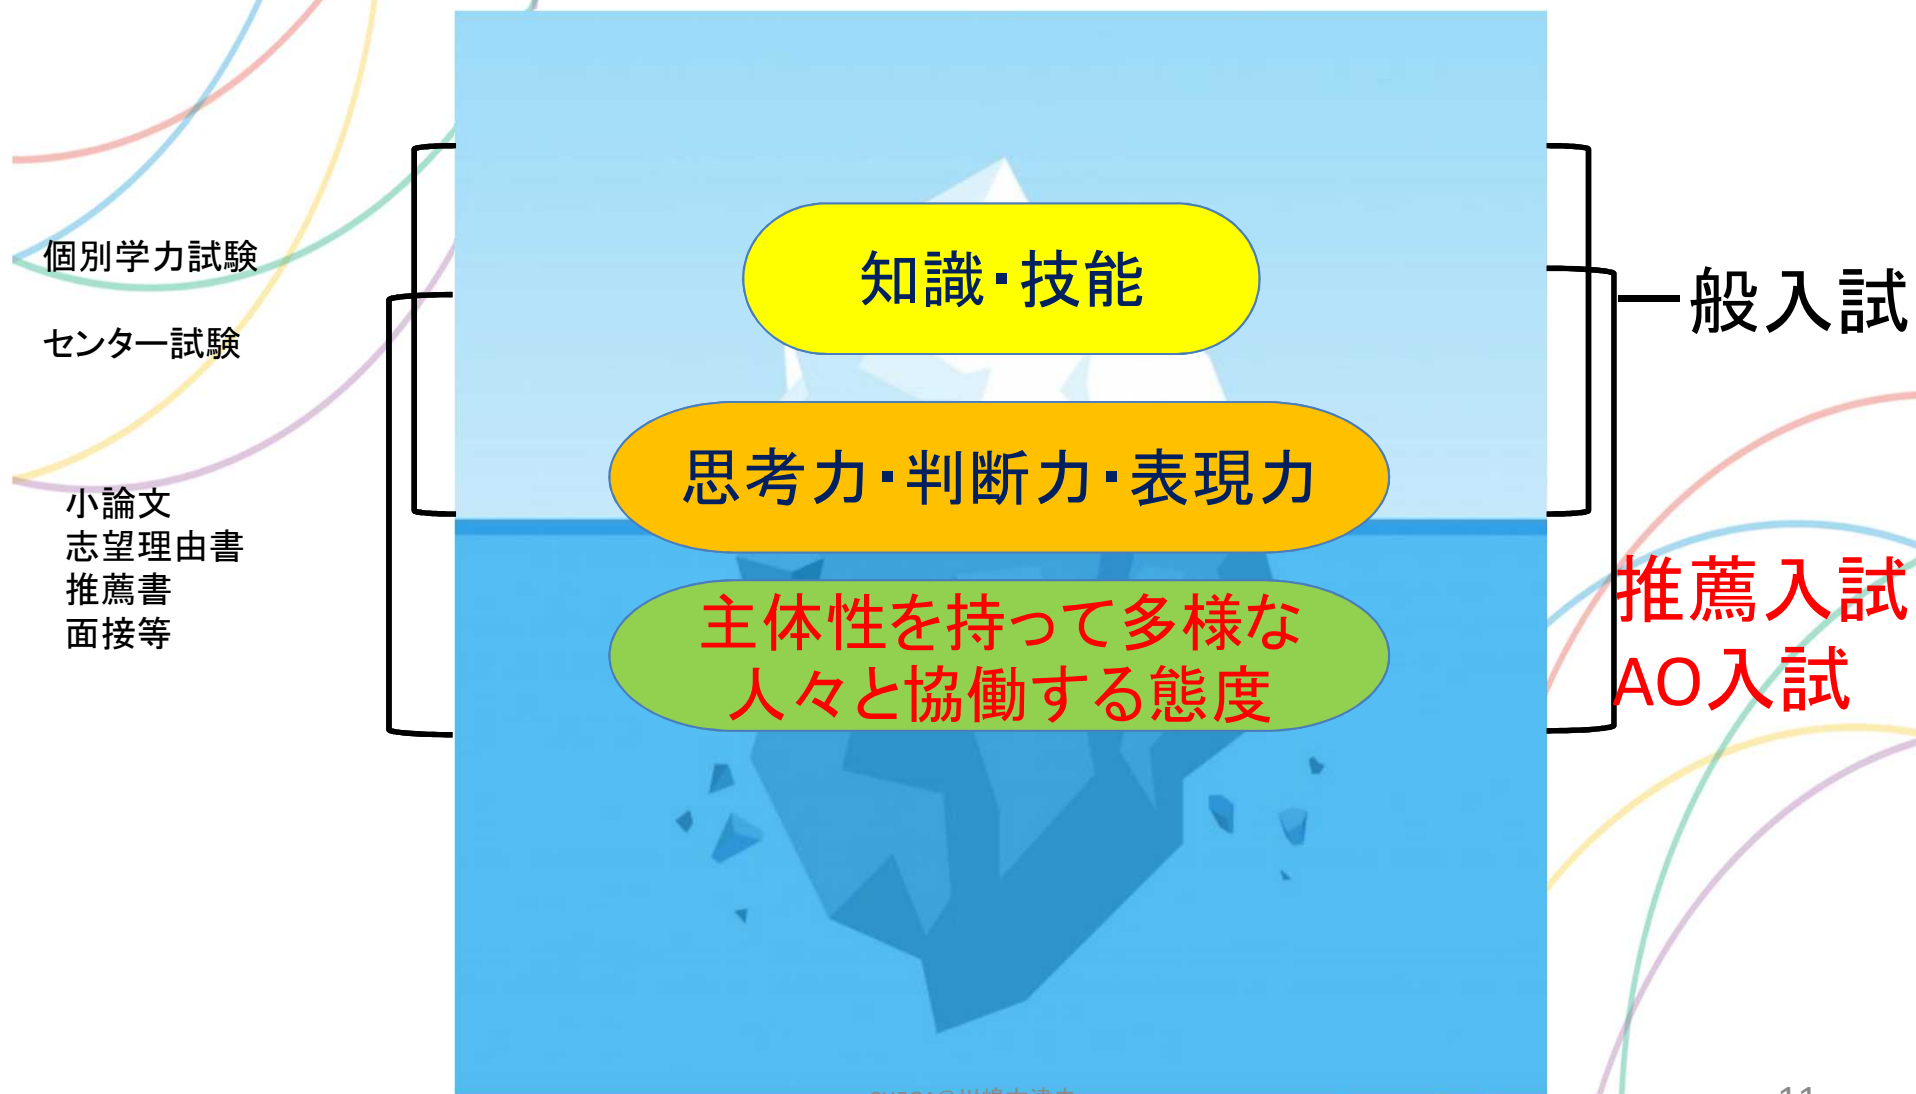 個別学力試験
センター試験
小論文
志望理由書
推薦書
面接等
知識・技能
思考力・判断力・表現力
主体性を持って多様な
人々と協働する態度
一般入試
推薦入試
AO入試